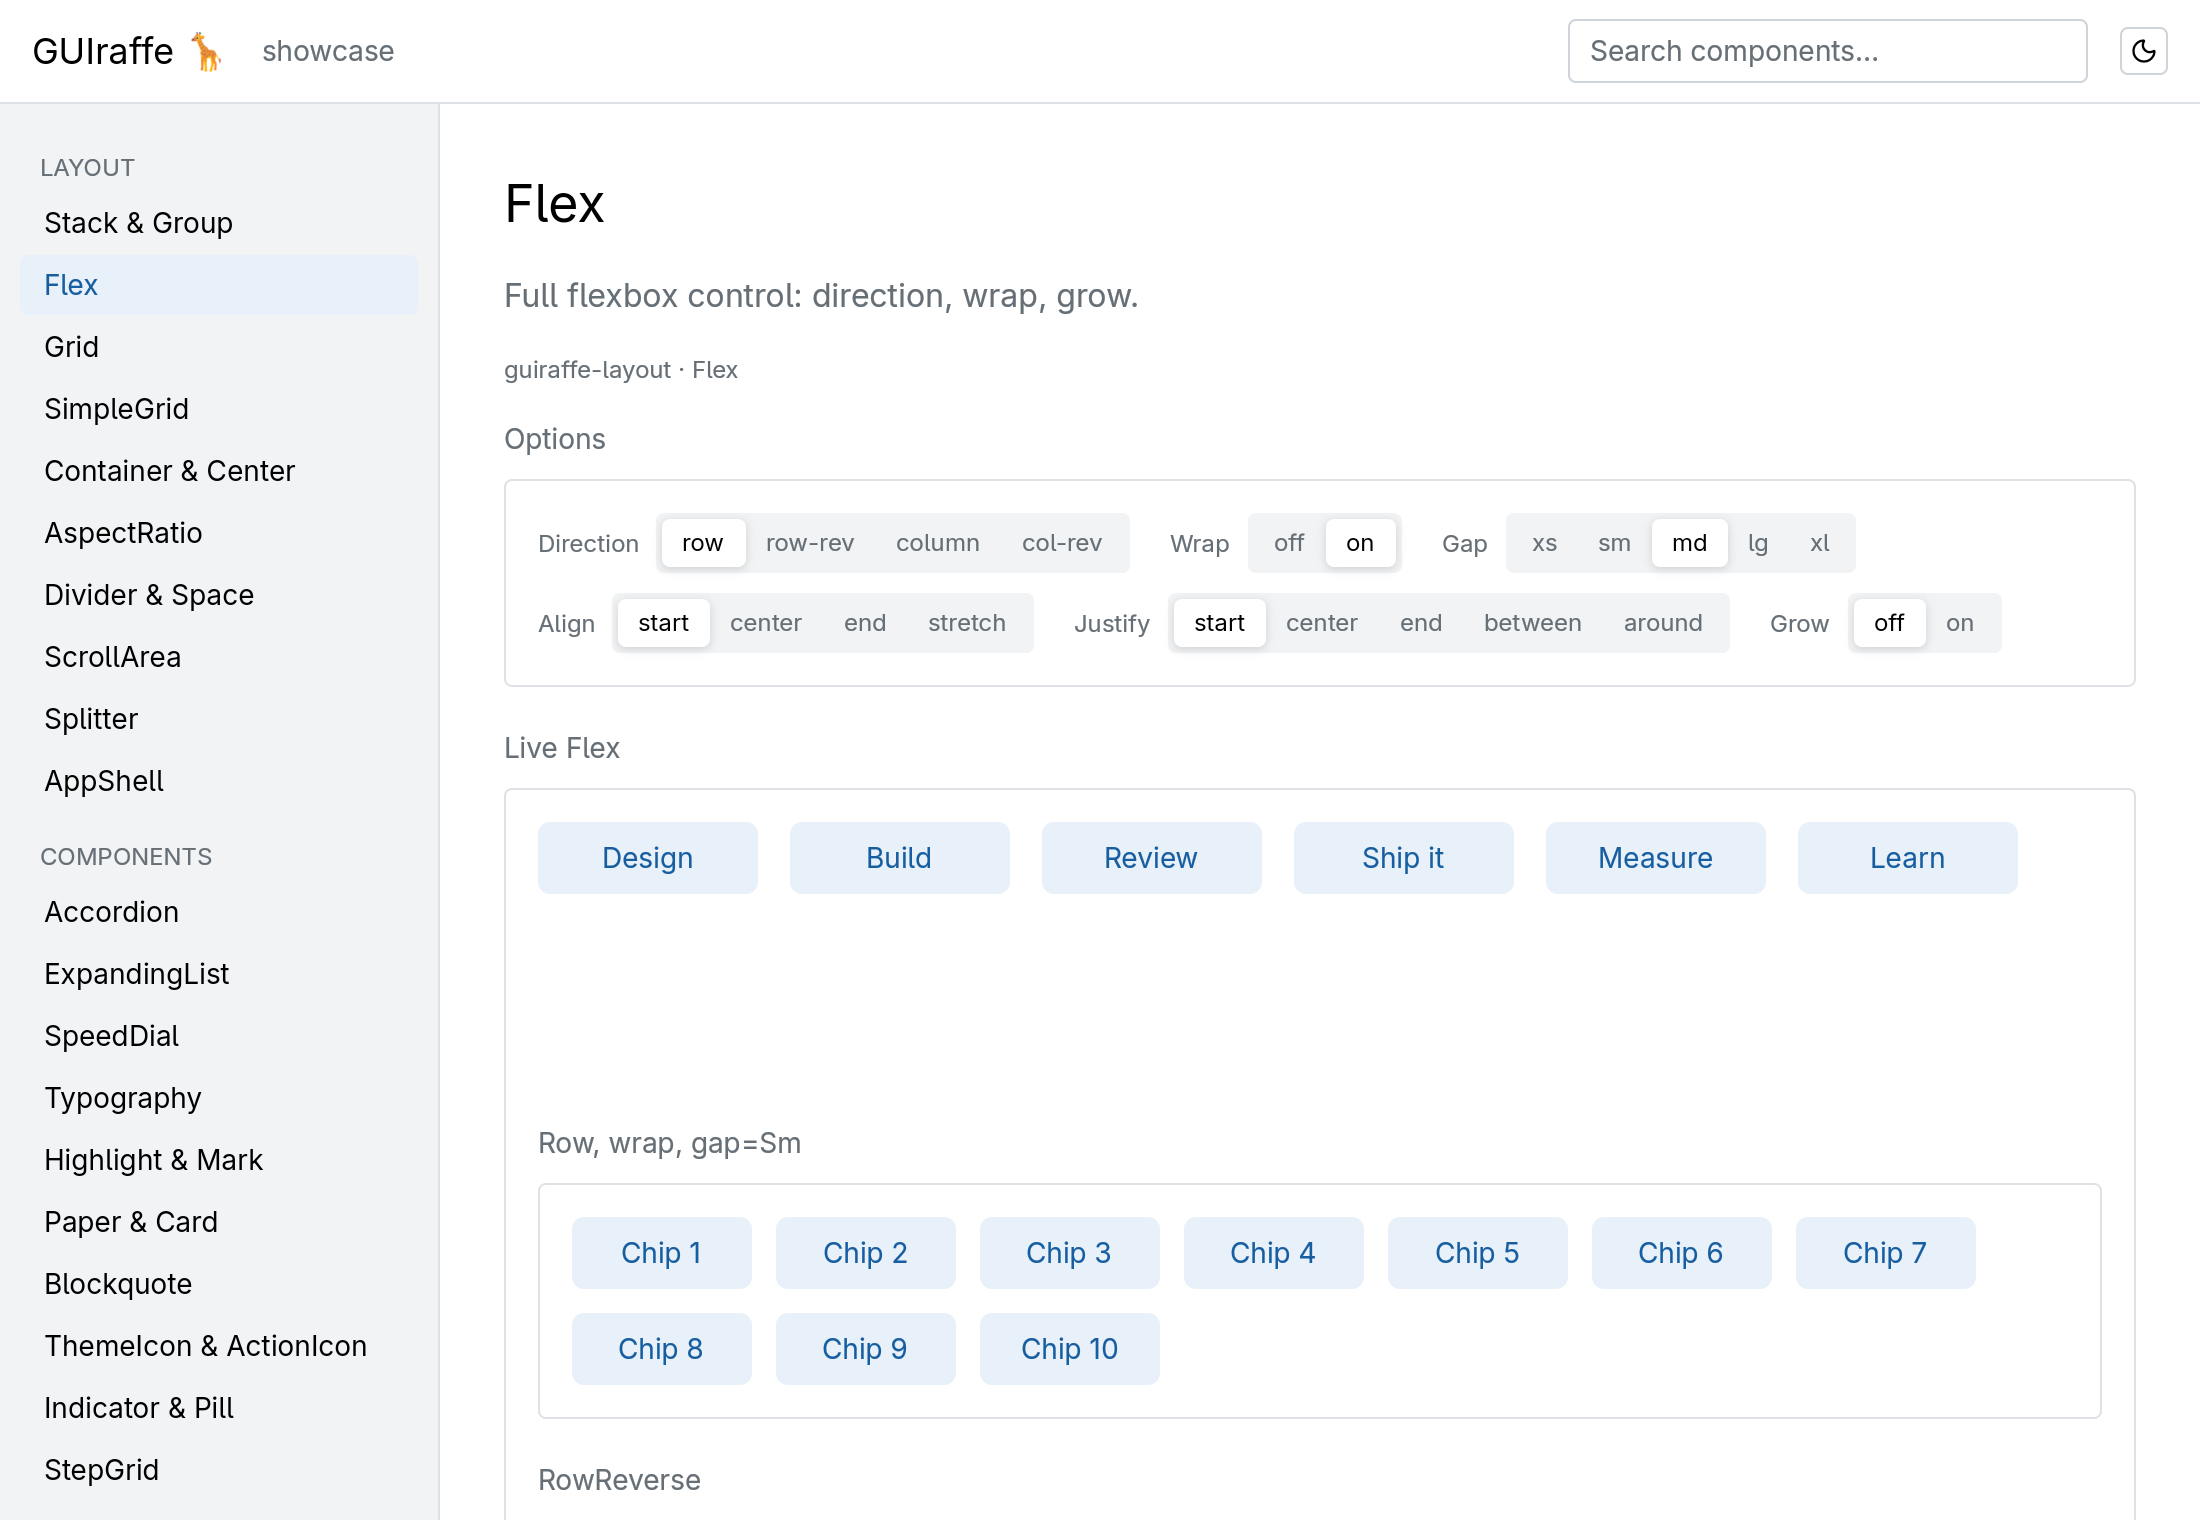 GUIraffe 🦒 showcase Search components...
LAYOUT
Stack & Group
Flex
Grid
SimpleGrid
Container & Center
AspectRatio
Divider & Space
ScrollArea
Splitter
AppShell
COMPONENTS
Accordion
ExpandingList
SpeedDial
Typography
Highlight & Mark
Paper & Card
Blockquote
ThemeIcon & ActionIcon
Indicator & Pill
StepGrid
Flex
Full flexbox control: direction, wrap, grow.
guiraffe-layout · Flex
Options
Direction row row-rev column col-rev Wrap off on Gap xs sm md lg xl
Align start center end stretch Justify start center end between around Grow off on
Live Flex
Design Build Review Ship it Measure Learn
Row, wrap, gap=Sm
Chip 1 Chip 2 Chip 3 Chip 4 Chip 5 Chip 6 Chip 7
Chip 8 Chip 9 Chip 10
RowReverse